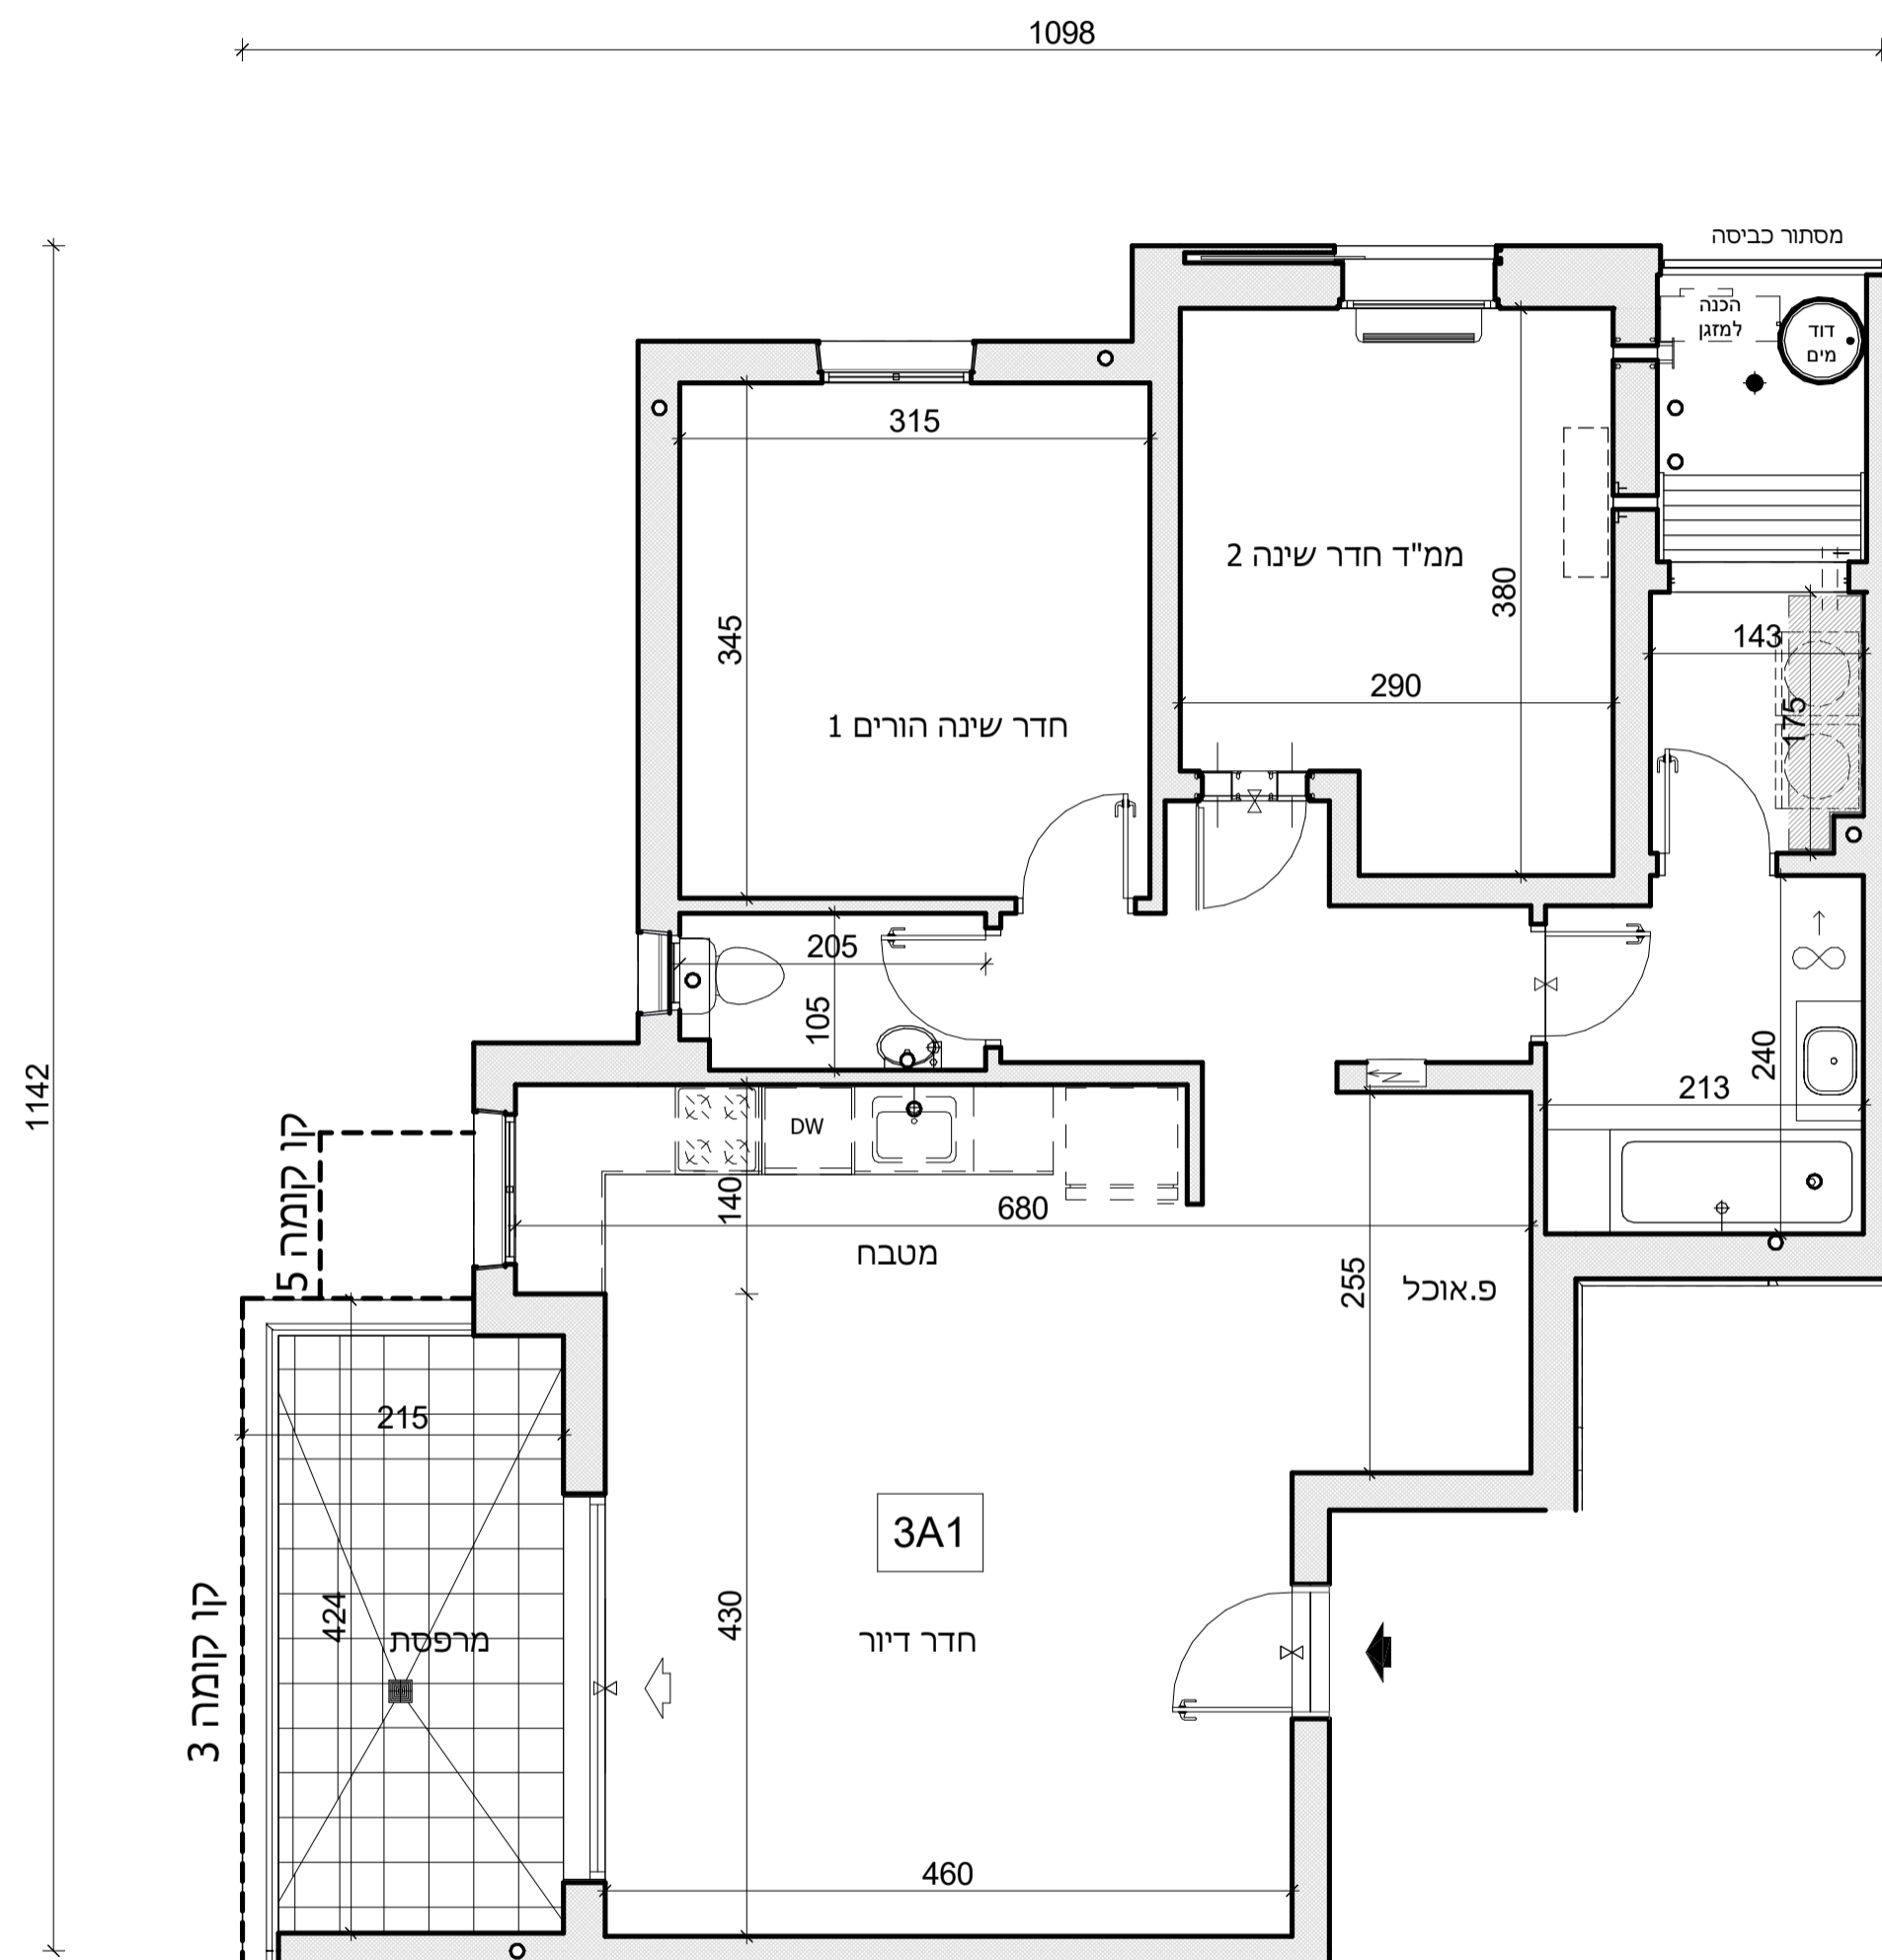 1098
מסתור כביסה
הכנה
למזגן
דוד
מים
315
ממ"ד חדר שינה 2
380
345
143
290
175
חדר שינה הורים 1
205
105
240
213
1142
קו קומה 5
DW
140
680
מטבח
255
פ.אוכל
215
3A1
424
430
קו קומה 3
מרפסת
חדר דיור
460